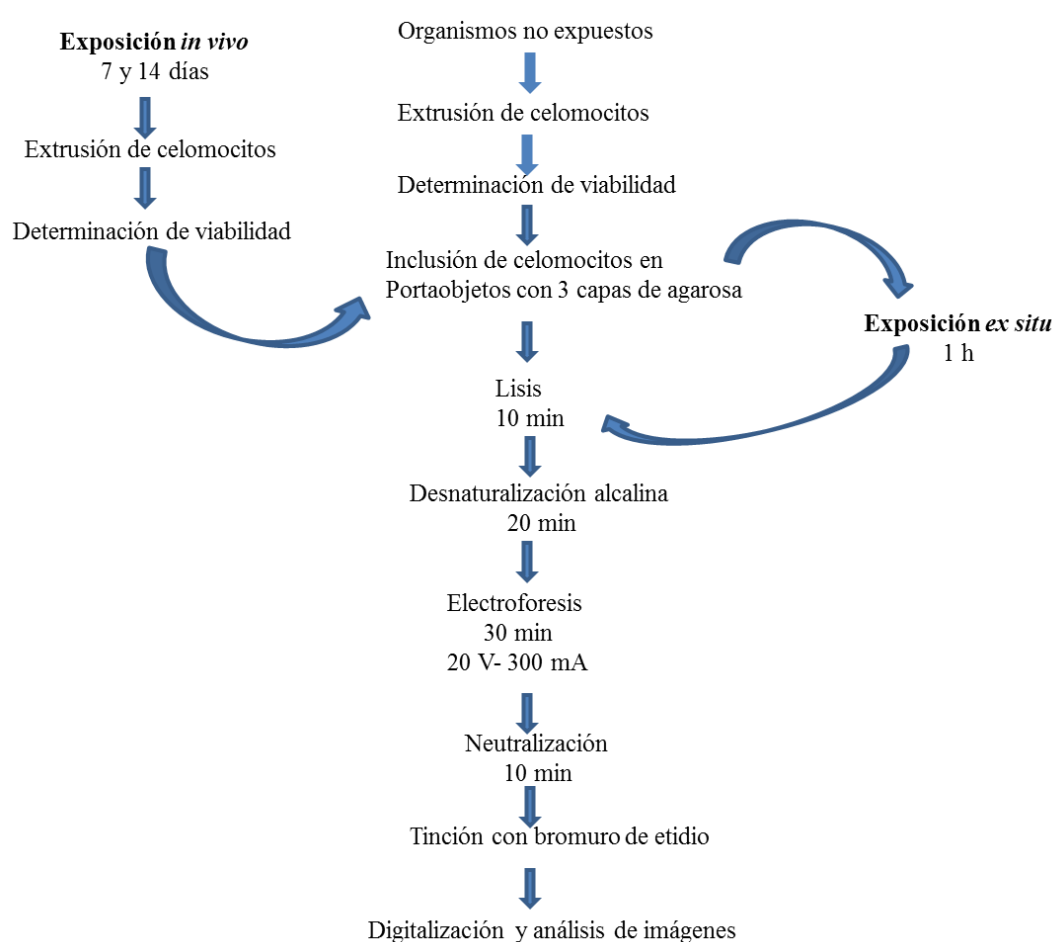 Exposición in vivo
7 y 14 días
Extrusión de celomocitos
Determinación de viabilidad
Organismos no expuestos
Extrusión de celomocitos
Determinación de viabilidad
Inclusión de celomocitos en
Portaobjetos con 3 capas de agarosa
Exposición ex situ
1 h
Lisis
10 min
Desnaturalización alcalina
20 min
Electroforesis
30 min
20 V- 300 mA
Neutralización
10 min
Tinción con bromuro de etidio
Digitalización y análisis de imágenes